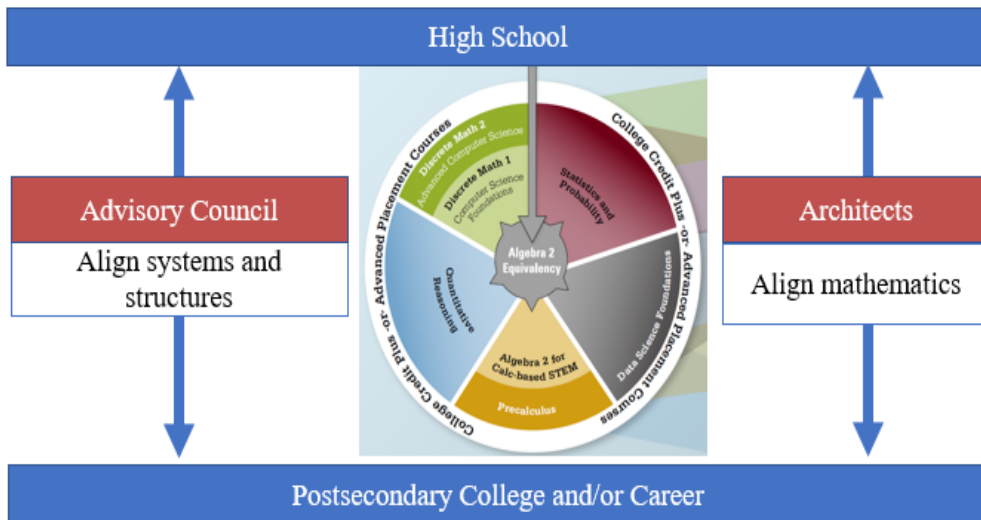 High School
Advisory Council
Align systems and
structures
College Credit Plus -or- Advanced Placement Courses
Discrete Math 2
Advanced Computer Science
Discrete Math 1
Computer Science
Foundations
Statistics and
Probability
Algebra 2
Equivalency
Quantitative
Reasoning
Data Science Foundations
Algebra 2 for
Calc-based STEM
Precalculus
College Credit Plus -or- Advanced Placement Courses
Architects
Align mathematics
Postsecondary College and/or Career